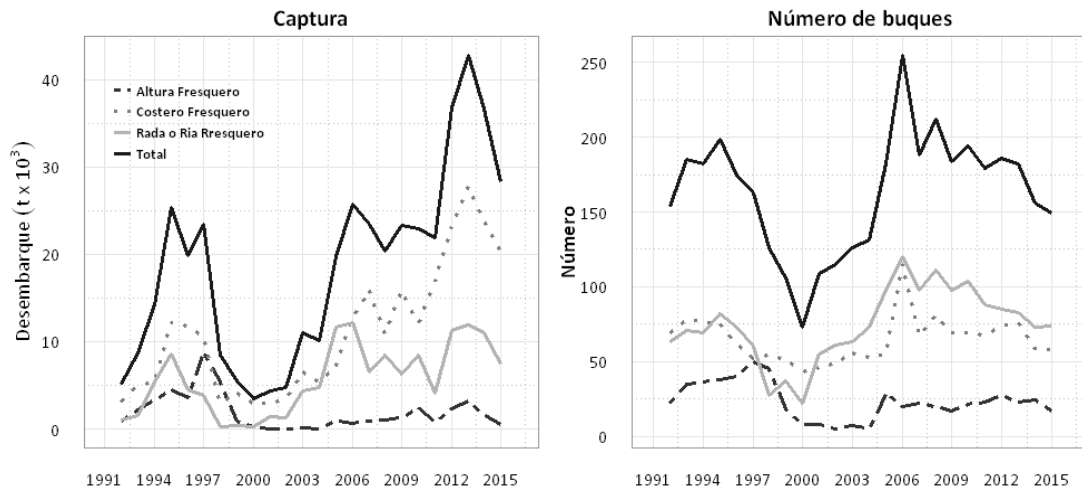 Captura
Desembarque (t x 10³)
40
30
20
10
0
Altura Fresquero
Costero Fresquero
Rada o Ria Rresquero
Total
1991 1994 1997 2000 2003 2006 2009 2012 2015
Número de buques
Número
250
200
150
100
50
0
1991 1994 1997 2000 2003 2006 2009 2012 2015